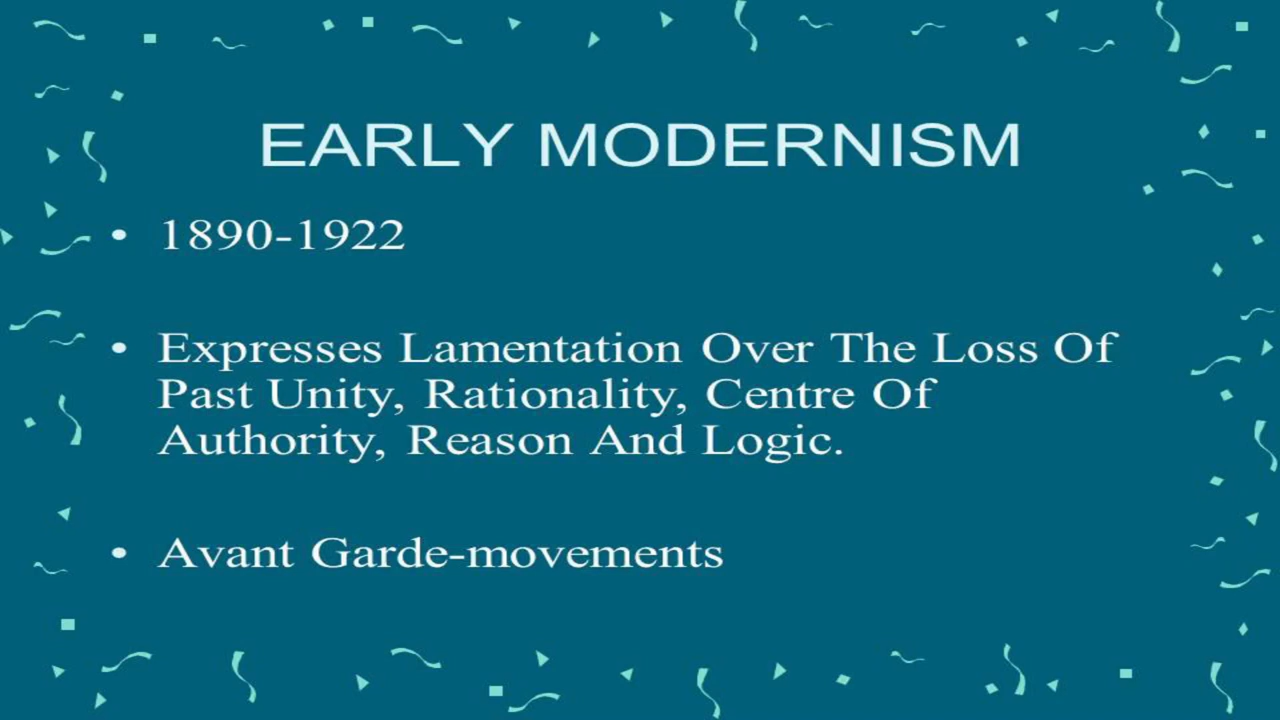 EARLY MODERNISM
• 1890-1922
• Expresses Lamentation Over The Loss Of
Past Unity, Rationality, Centre Of
Authority, Reason And Logic.
• Avant Garde-movements